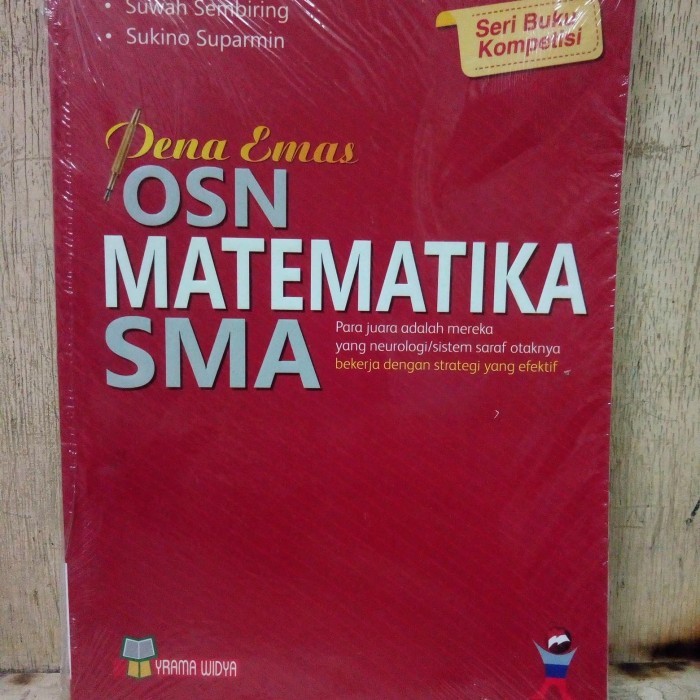 • Suwah Sembiring
• Sukino Suparmin
Seri Buku
Kompetisi
Pena Emas
OSN
MATEMATIKA
SMA
Para juara adalah mereka
yang neurologi/sistem saraf otaknya
bekerja dengan strategi yang efektif
YRAMA WIDYA